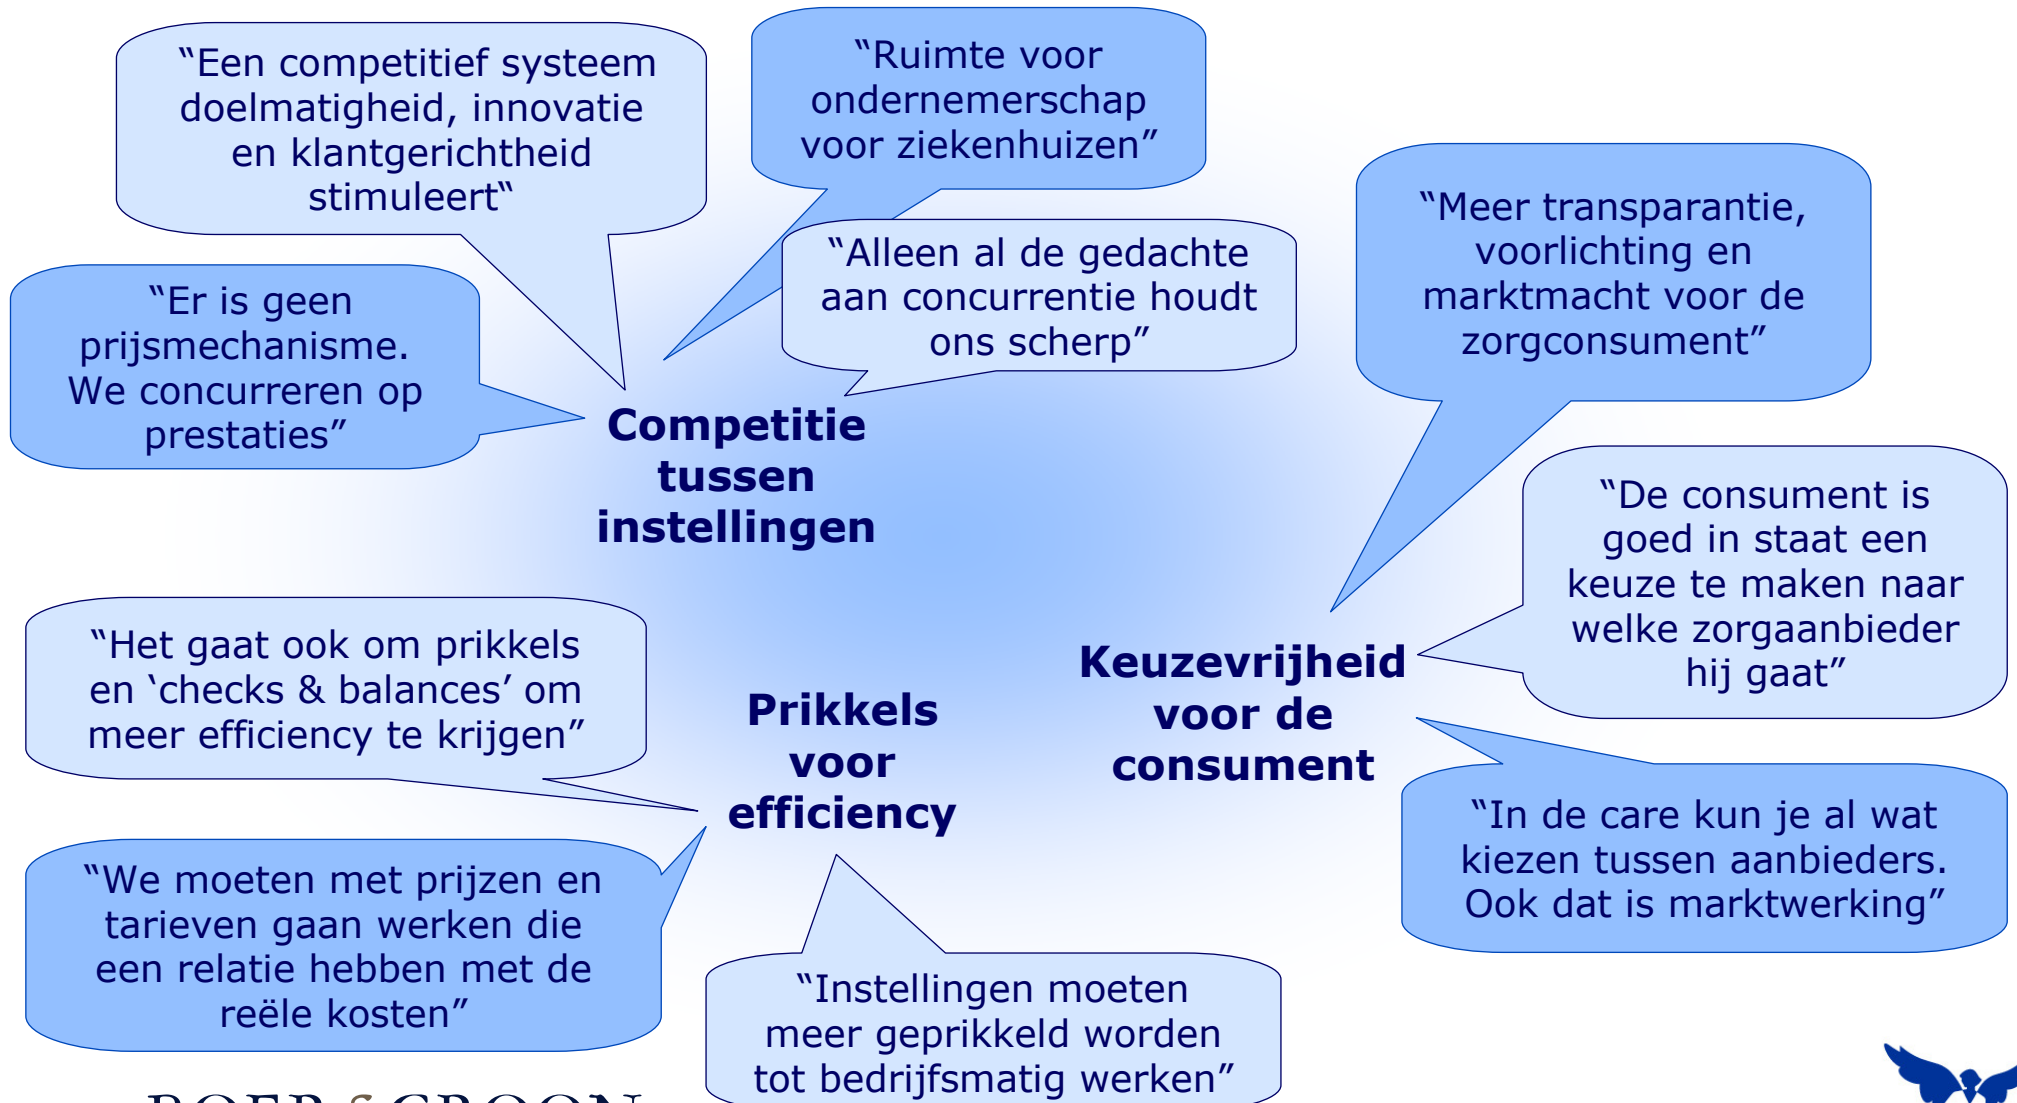 “Een competitief systeem
doelmatigheid, innovatie
en klantgerichtheid
stimuleert“
“Ruimte voor
ondernemerschap
voor ziekenhuizen”
“Alleen al de gedachte
aan concurrentie houdt
ons scherp”
“Er is geen
prijsmechanisme.
We concurreren op
prestaties”
Competitie
tussen
instellingen
“Meer transparantie,
voorlichting en
marktmacht voor de
zorgconsument”
“De consument is
goed in staat een
keuze te maken naar
welke zorgaanbieder
hij gaat”
Keuzevrijheid
voor de
consument
“In de care kun je al wat
kiezen tussen aanbieders.
Ook dat is marktwerking”
“Het gaat ook om prikkels
en ‘checks & balances’ om
meer efficiency te krijgen”
Prikkels
voor
efficiency
“We moeten met prijzen en
tarieven gaan werken die
een relatie hebben met de
reële kosten”
“Instellingen moeten
meer geprikkeld worden
tot bedrijfsmatig werken”
BOER & CROON